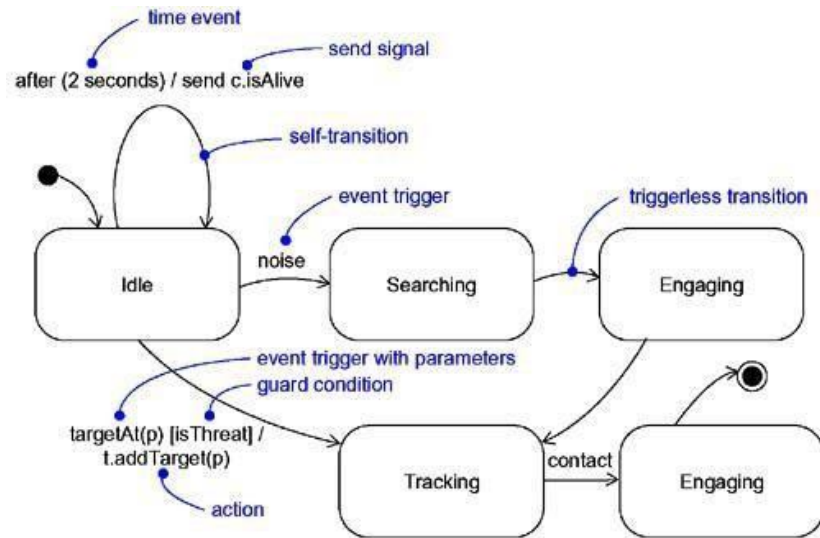 time event
send signal
after (2 seconds) / send c.isAlive
self-transition
event trigger
triggerless transition
noise
Idle
Searching
Engaging
event trigger with parameters
guard condition
targetAt(p) [isThreat] /
t.addTarget(p)
action
contact
Tracking
Engaging